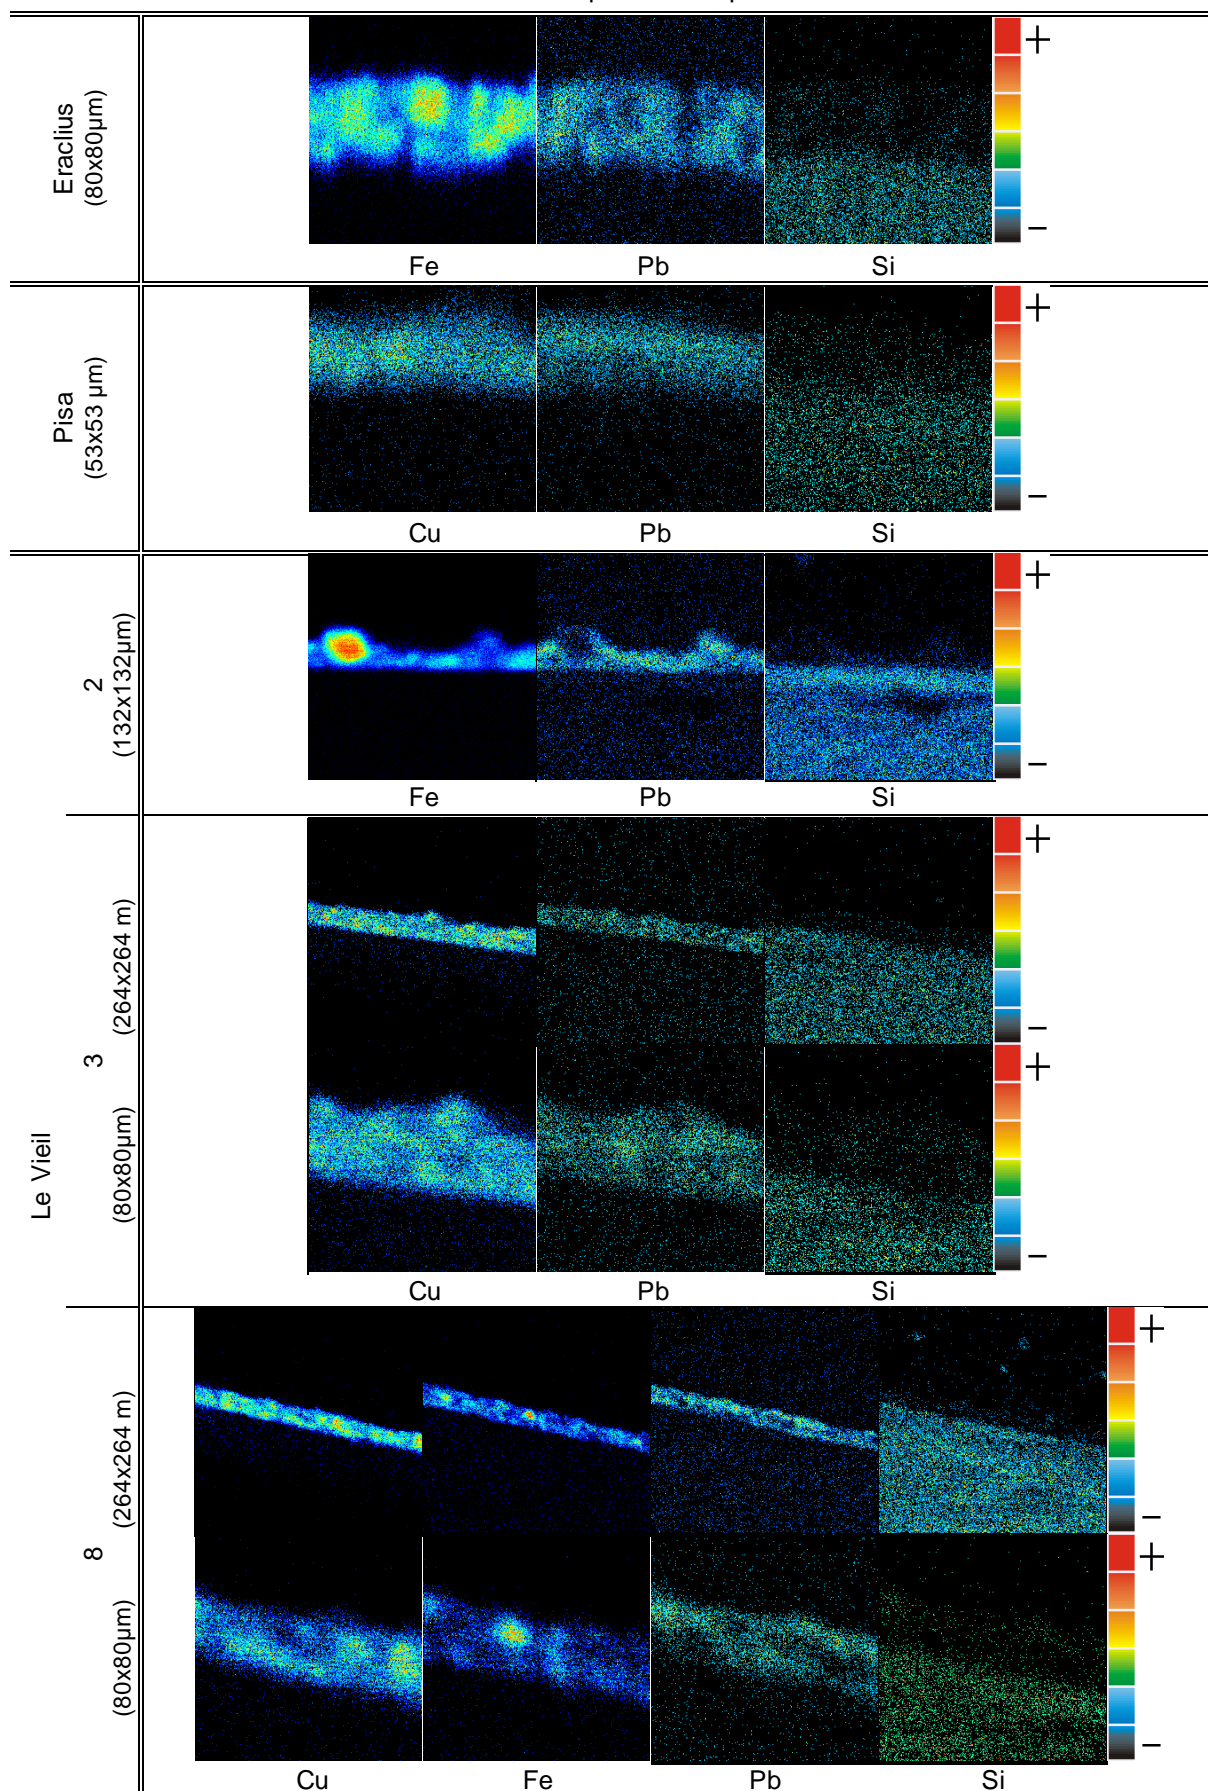 Eraclius
(80x80µm)
+
−
Fe Pb Si
Pisa
(53x53 µm)
+
−
Cu Pb Si
2
(132x132µm)
+
−
Fe Pb Si
Le Vieil
3
(264x264 m)
+
−
(80x80µm)
+
−
Cu Pb Si
8
(264x264 m)
+
−
(80x80µm)
+
−
Cu Fe Pb Si